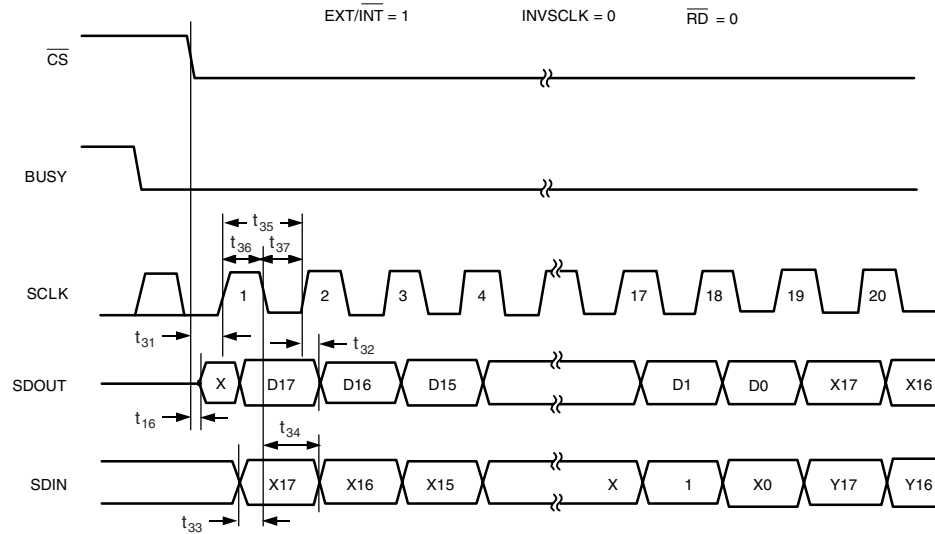 EXT/INT = 1 INVSCLK = 0 RD = 0
CS
BUSY
t35
t36 t37
SCLK 1 2 3 4 17 18 19 20
t31 t32
SDOUT X D17 D16 D15 D1 D0 X17 X16
t16
t34
SDIN X17 X16 X15 X 1 X0 Y17 Y16
t33